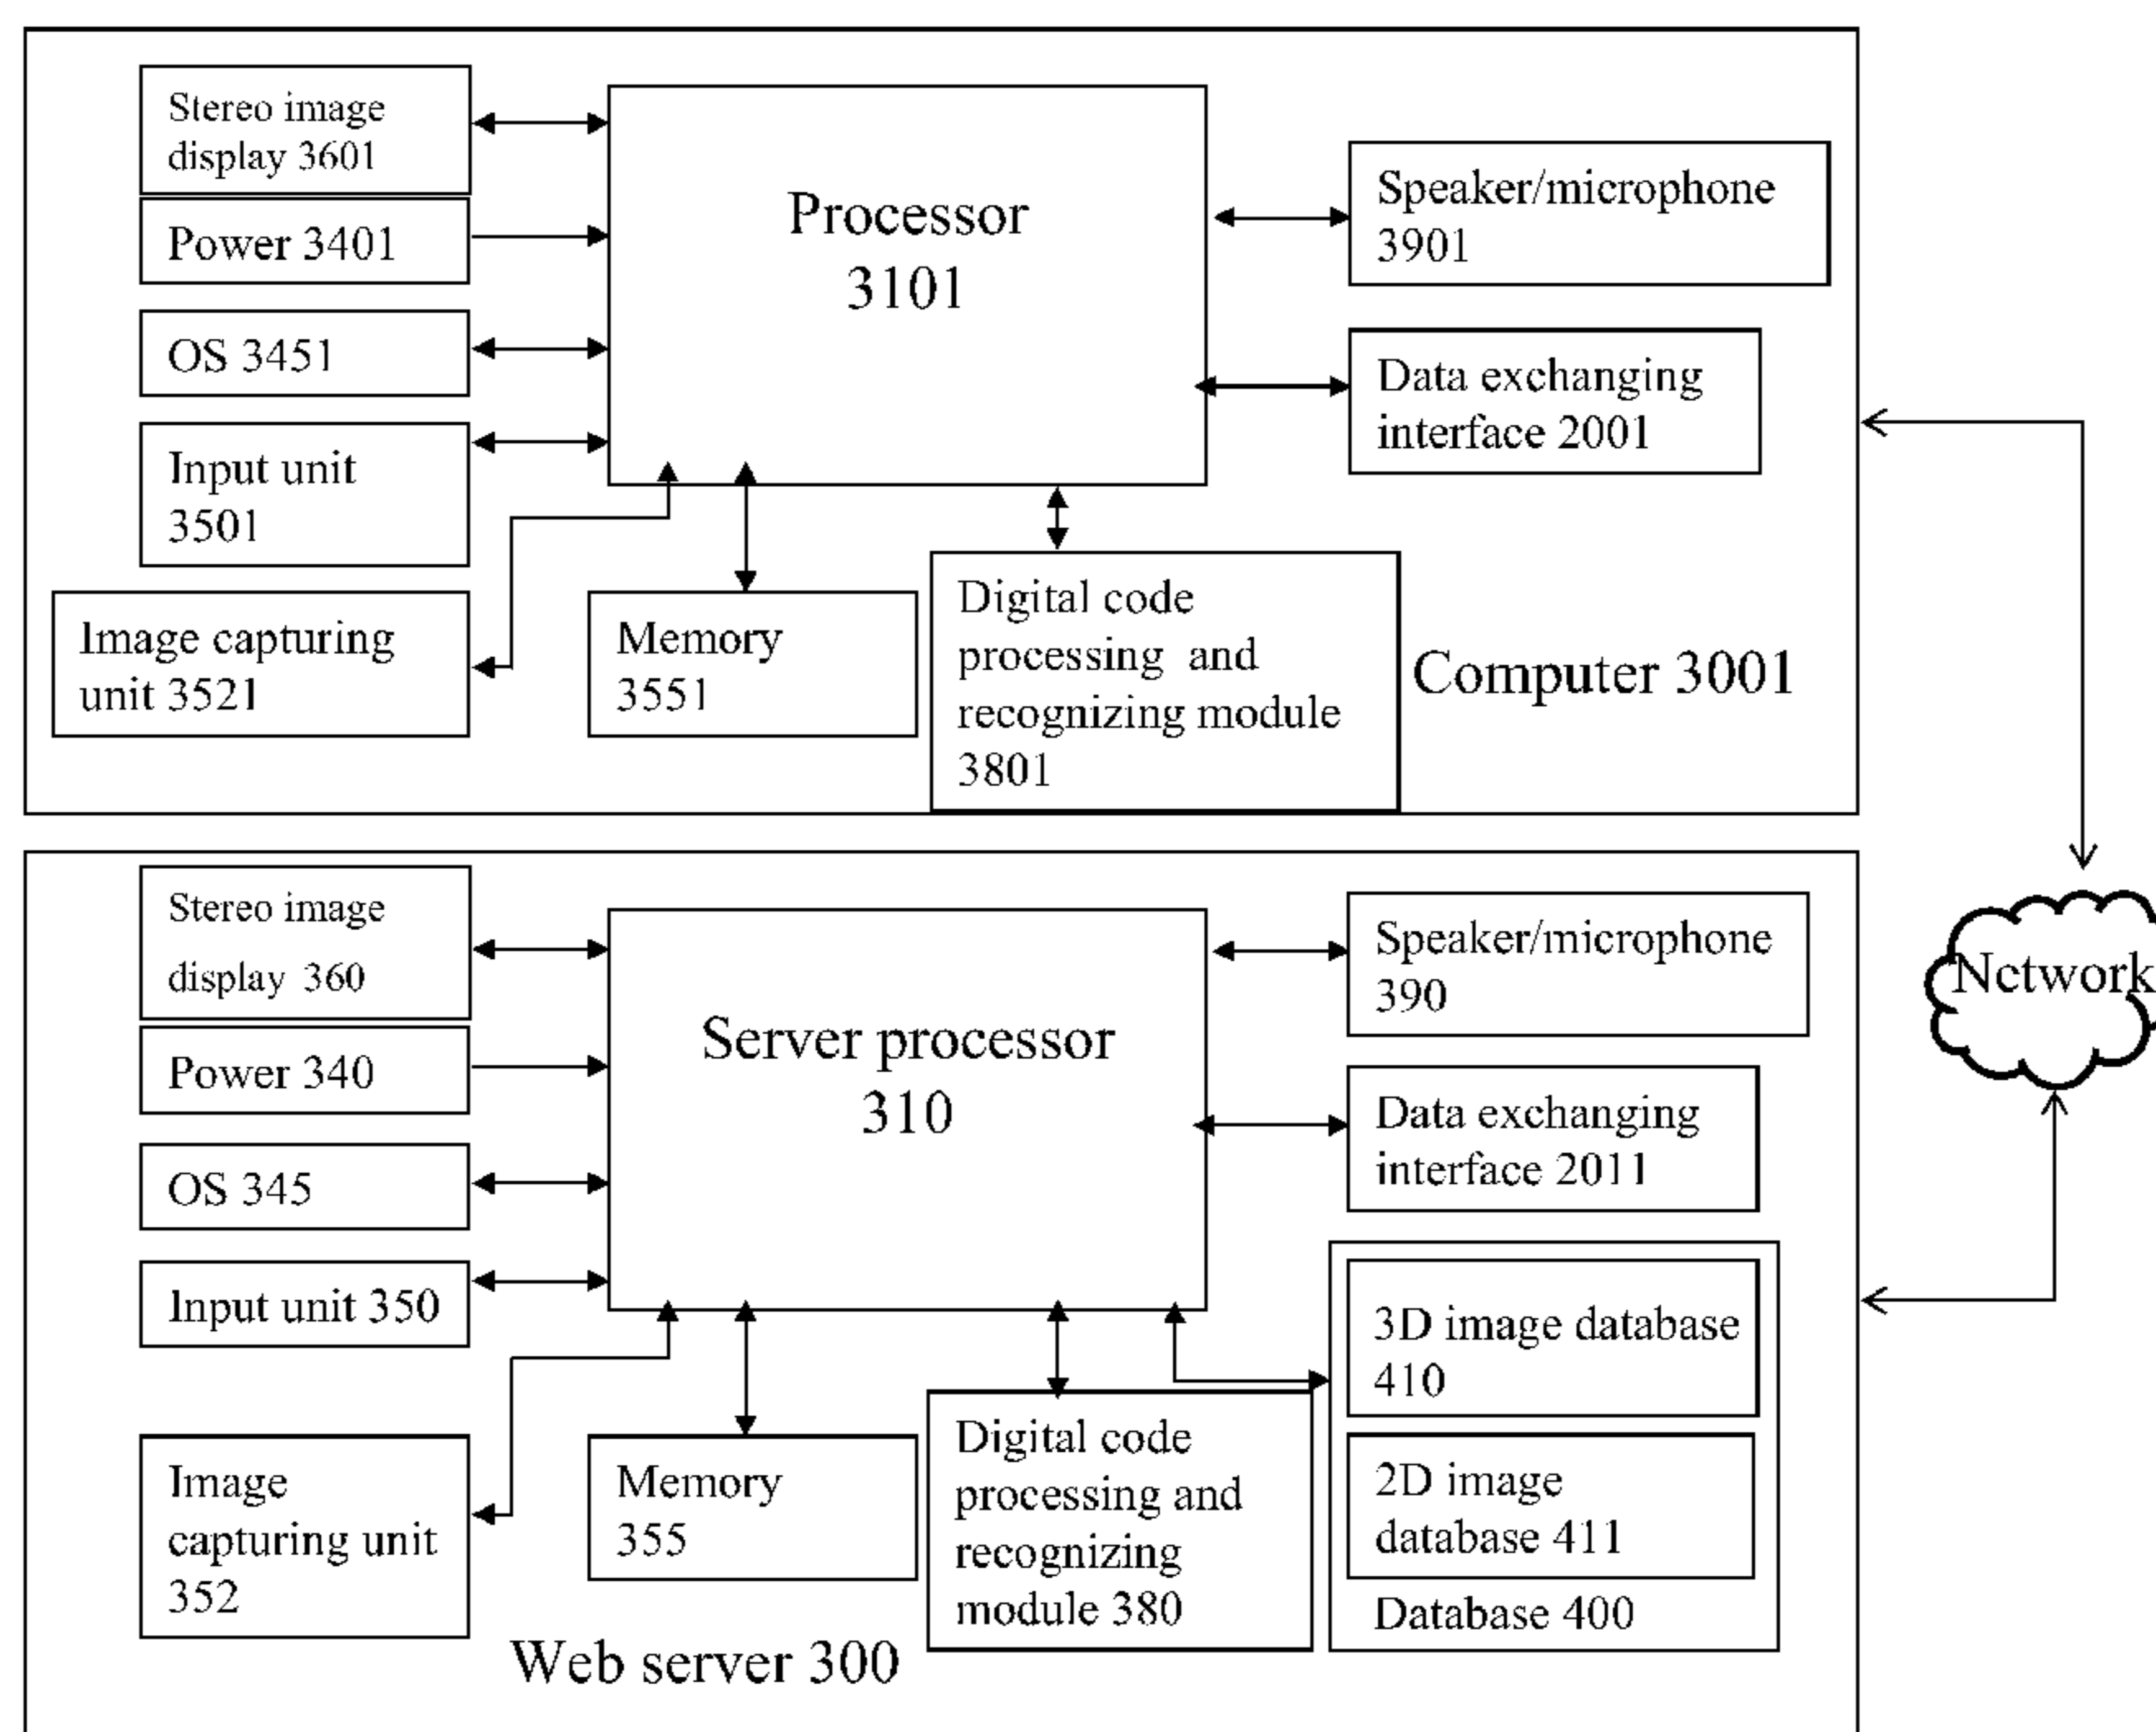 Stereo image
display 3601
Power 3401
OS 3451
Input unit
3501
Image capturing
unit 3521
Processor
3101
Memory
3551
Digital code
processing and
recognizing module
3801
Speaker/microphone
3901
Data exchanging
interface 2001
Computer 3001
Stereo image
display 360
Power 340
OS 345
Input unit 350
Image
capturing unit
352
Server processor
310
Memory
355
Digital code
processing and
recognizing
module 380
Speaker/microphone
390
Data exchanging
interface 2011
3D image database
410
2D image
database 411
Database 400
Web server 300
Network